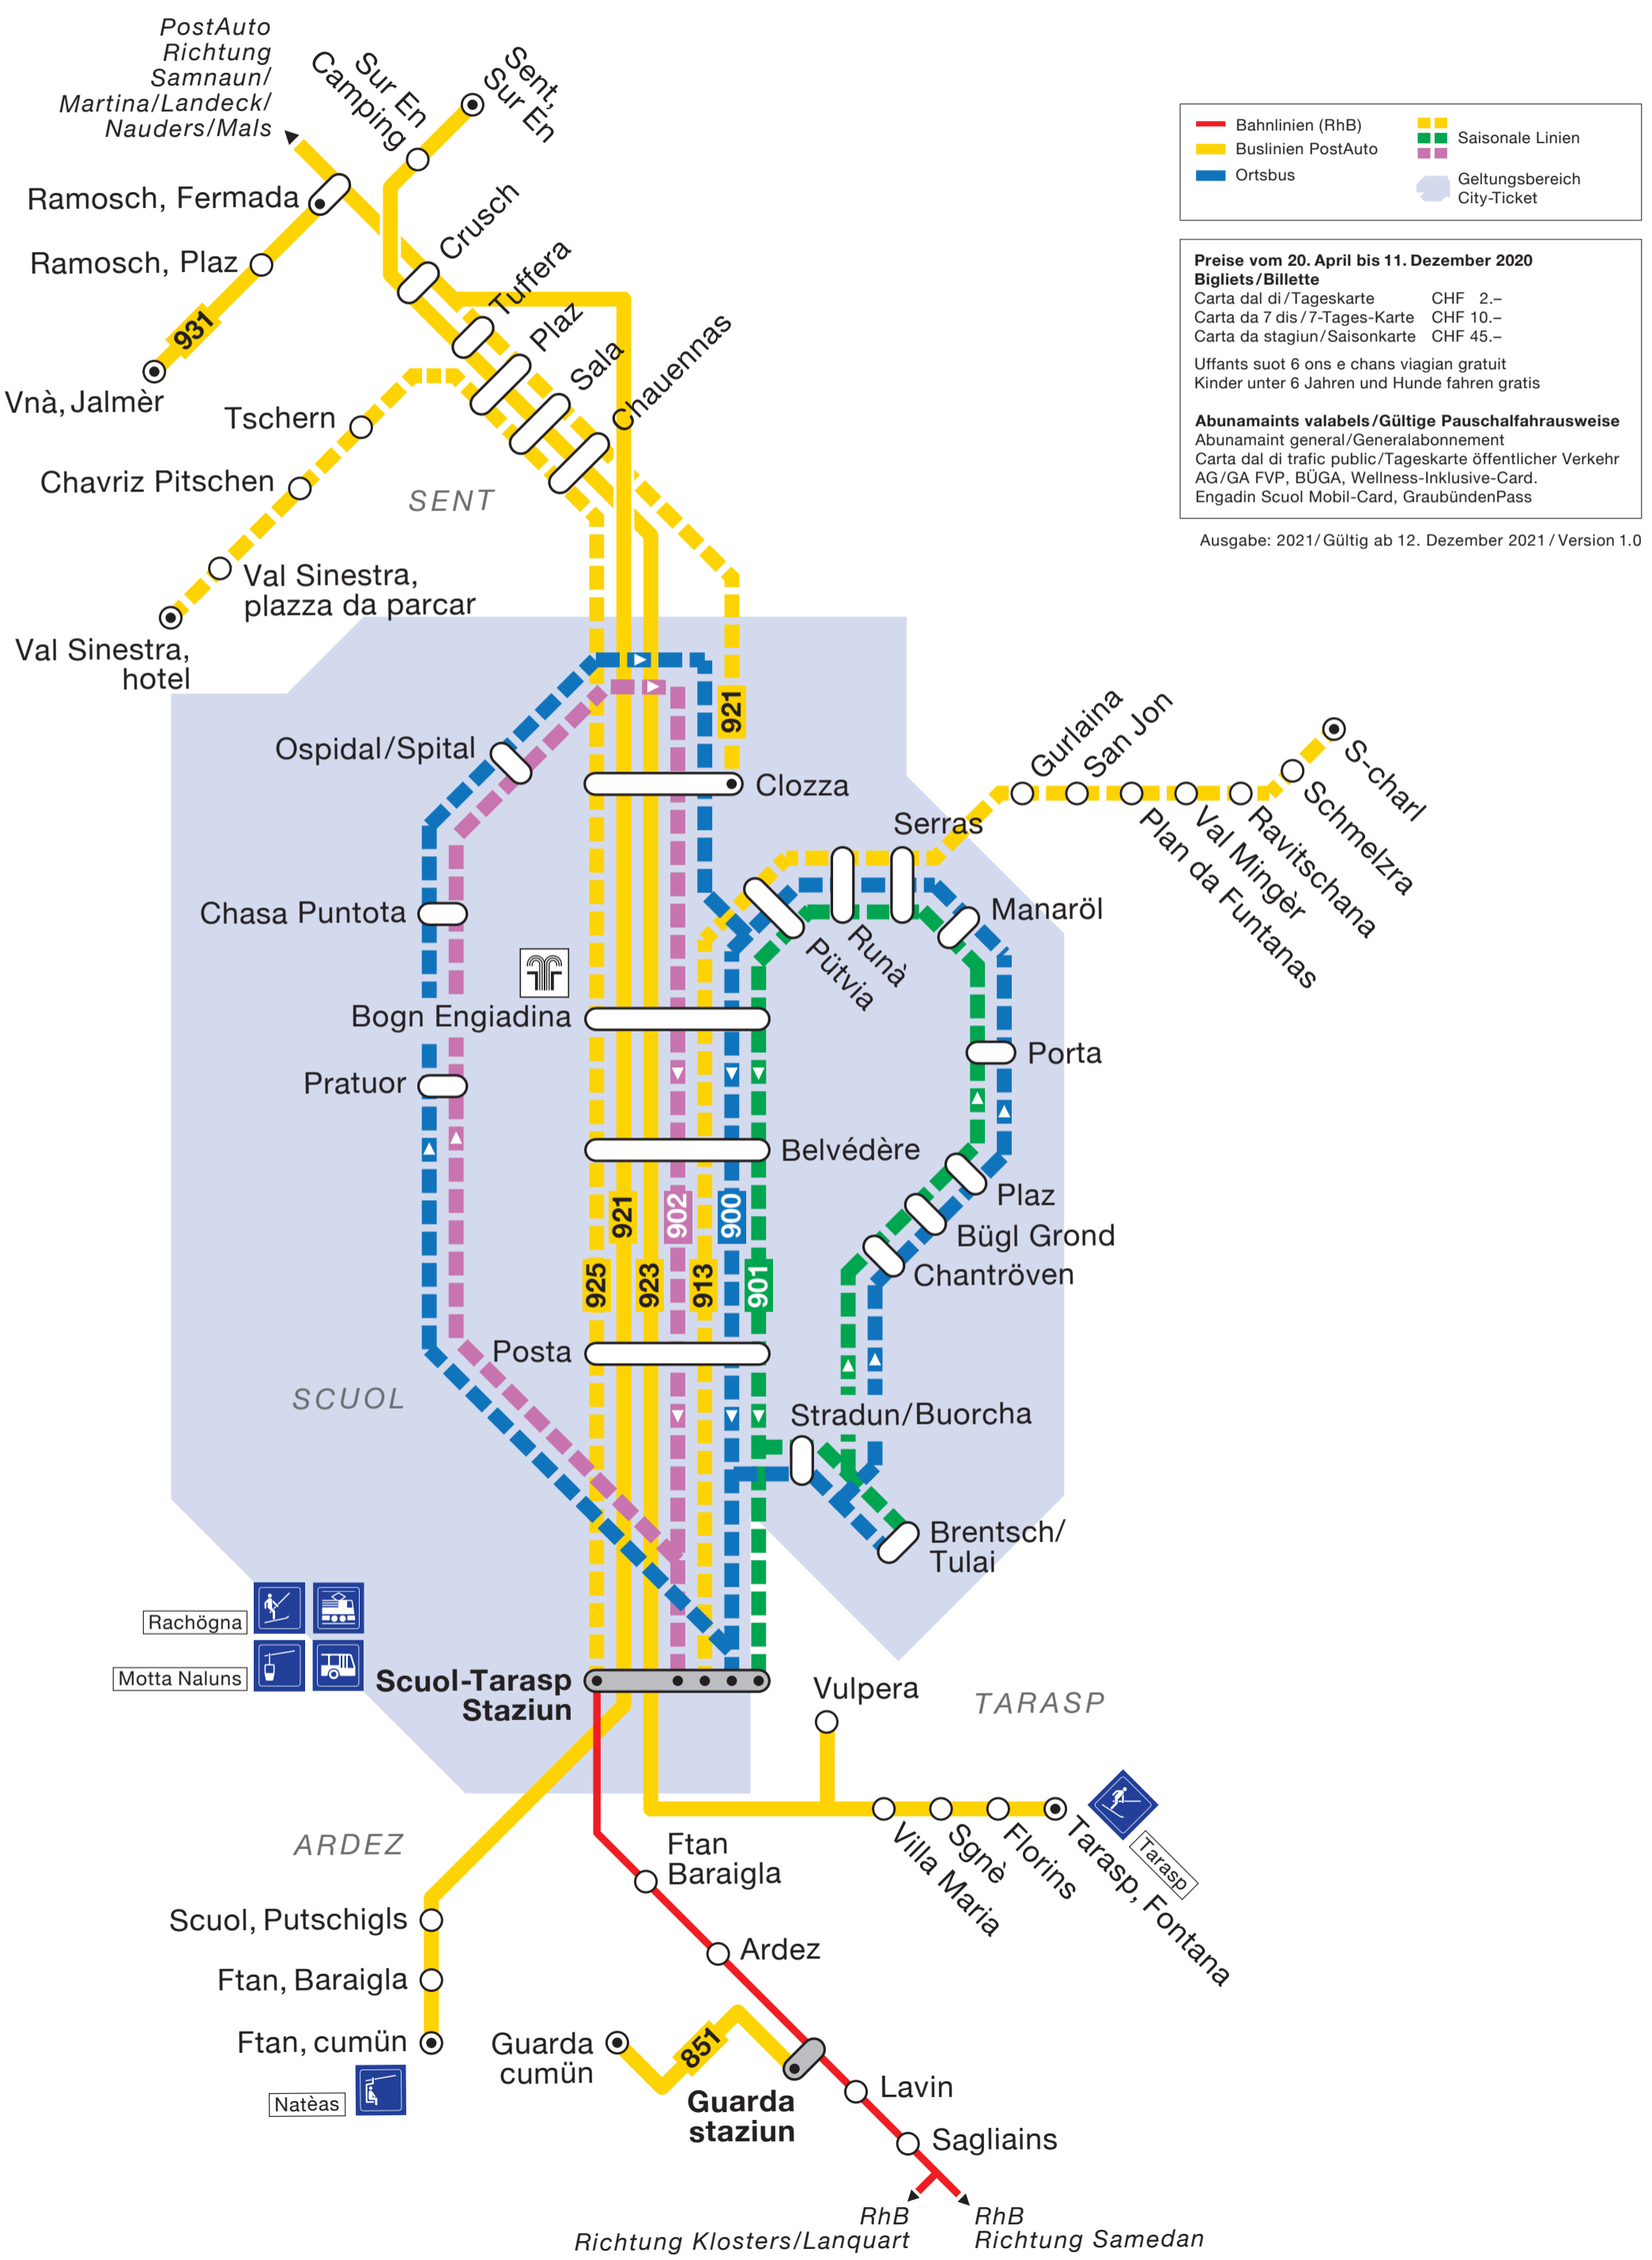 PostAuto
Richtung
Samnaun/
Martina/Landeck/
Nauders/Mals
Sur En
Camping
Sent,
Sur En
Ramosch, Fermada
Ramosch, Plaz
931
Vnà, Jalmèr
Crusch
Tuffera
Plaz
Sala
Chauennas
Tschern
Chavriz Pitschen
SENT
Val Sinestra,
plazza da parcar
Val Sinestra,
hotel
Bahnlinien (RhB)
Buslinien PostAuto
Ortsbus
Saisonale Linien
Geltungsbereich
City-Ticket
Preise vom 20. April bis 11. Dezember 2020
Bigliets/Billette
Carta dal di/Tageskarte CHF 2.–
Carta da 7 dis/7-Tages-Karte CHF 10.–
Carta da stagiun/Saisonkarte CHF 45.–
Uffants suot 6 ons e chans viagian gratuit
Kinder unter 6 Jahren und Hunde fahren gratis
Abunamaints valabels/Gültige Pauschalfahrausweise
Abunamaint general/Generalabonnement
Carta dal di trafic public/Tageskarte öffentlicher Verkehr
AG/GA FVP, BÜGA, Wellness-Inklusive-Card.
Engadin Scuol Mobil-Card, GraubündenPass
Ausgabe: 2021/Gültig ab 12. Dezember 2021/Version 1.0
921
Ospidal/Spital
Clozza
Gurlaina
San Jon
Plan da Funtanas
Val Mingèr
Ravitschana
Schmelzra
S-charl
Serras
Runà
Pütvia
Manaröl
Chasa Puntota
Bogn Engiadina
Porta
Pratuor
Belvédère
Plaz
Bügl Grond
Chantröven
925
921
923
902
913
900
901
Posta
SCUOL
Stradun/Buorcha
Brentsch/
Tulai
Rachögna
Motta Naluns
Scuol-Tarasp
Staziun
Vulpera
TARASP
Villa Maria
Sgnè
Florins
Tarasp, Fontana
Tarasp
ARDEZ
Ftan
Baraigla
Scuol, Putschigls
Ardez
Ftan, Baraigla
Ftan, cumün
Natèas
Guarda
cumün
851
Guarda
staziun
Lavin
Sagliains
RhB
Richtung Klosters/Lanquart
RhB
Richtung Samedan